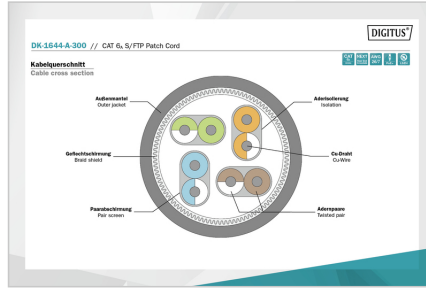 DIGITUS®
DK-1644-A-300 // CAT 6A S/FTP Patch Cord
Kabelquerschnitt
Cable cross section
Außenmantel
Outer jacket
Aderisolierung
Isolation
Geflechtschirmung
Braid shield
Cu-Draht
Cu-Wire
Paarabschirmung
Pair screen
Adernpaare
Twisted pair